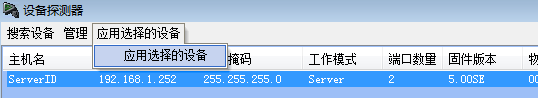 设备探测器
搜索设备 管理 应用选择的设备
应用选择的设备
主机名 掩码 工作模式 端口数量 固件版本
ServerID 192.168.1.252 255.255.255.0 Server 2 5.00SE